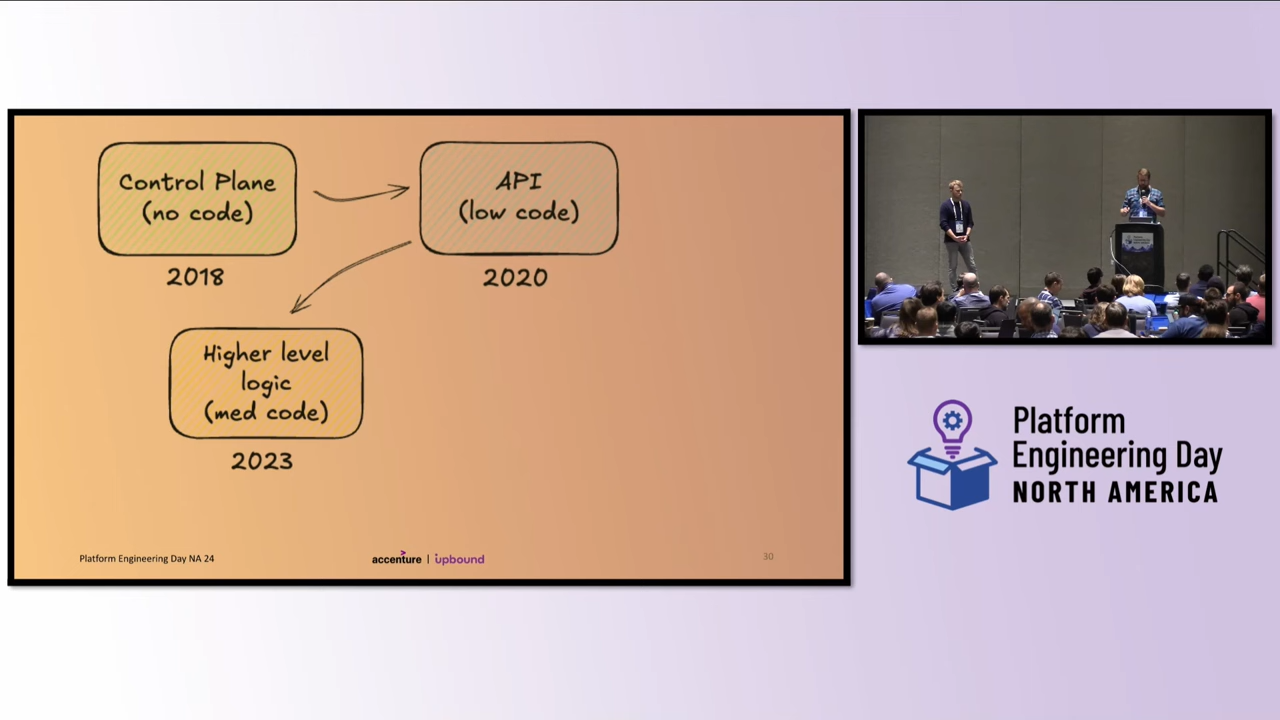 Control Plane
(no code)
2018
API
(low code)
2020
Higher level
logic
(med code)
2023
Platform Engineering Day NA 24
accenture | upbound
30
Platform
Engineering Day
NORTH AMERICA